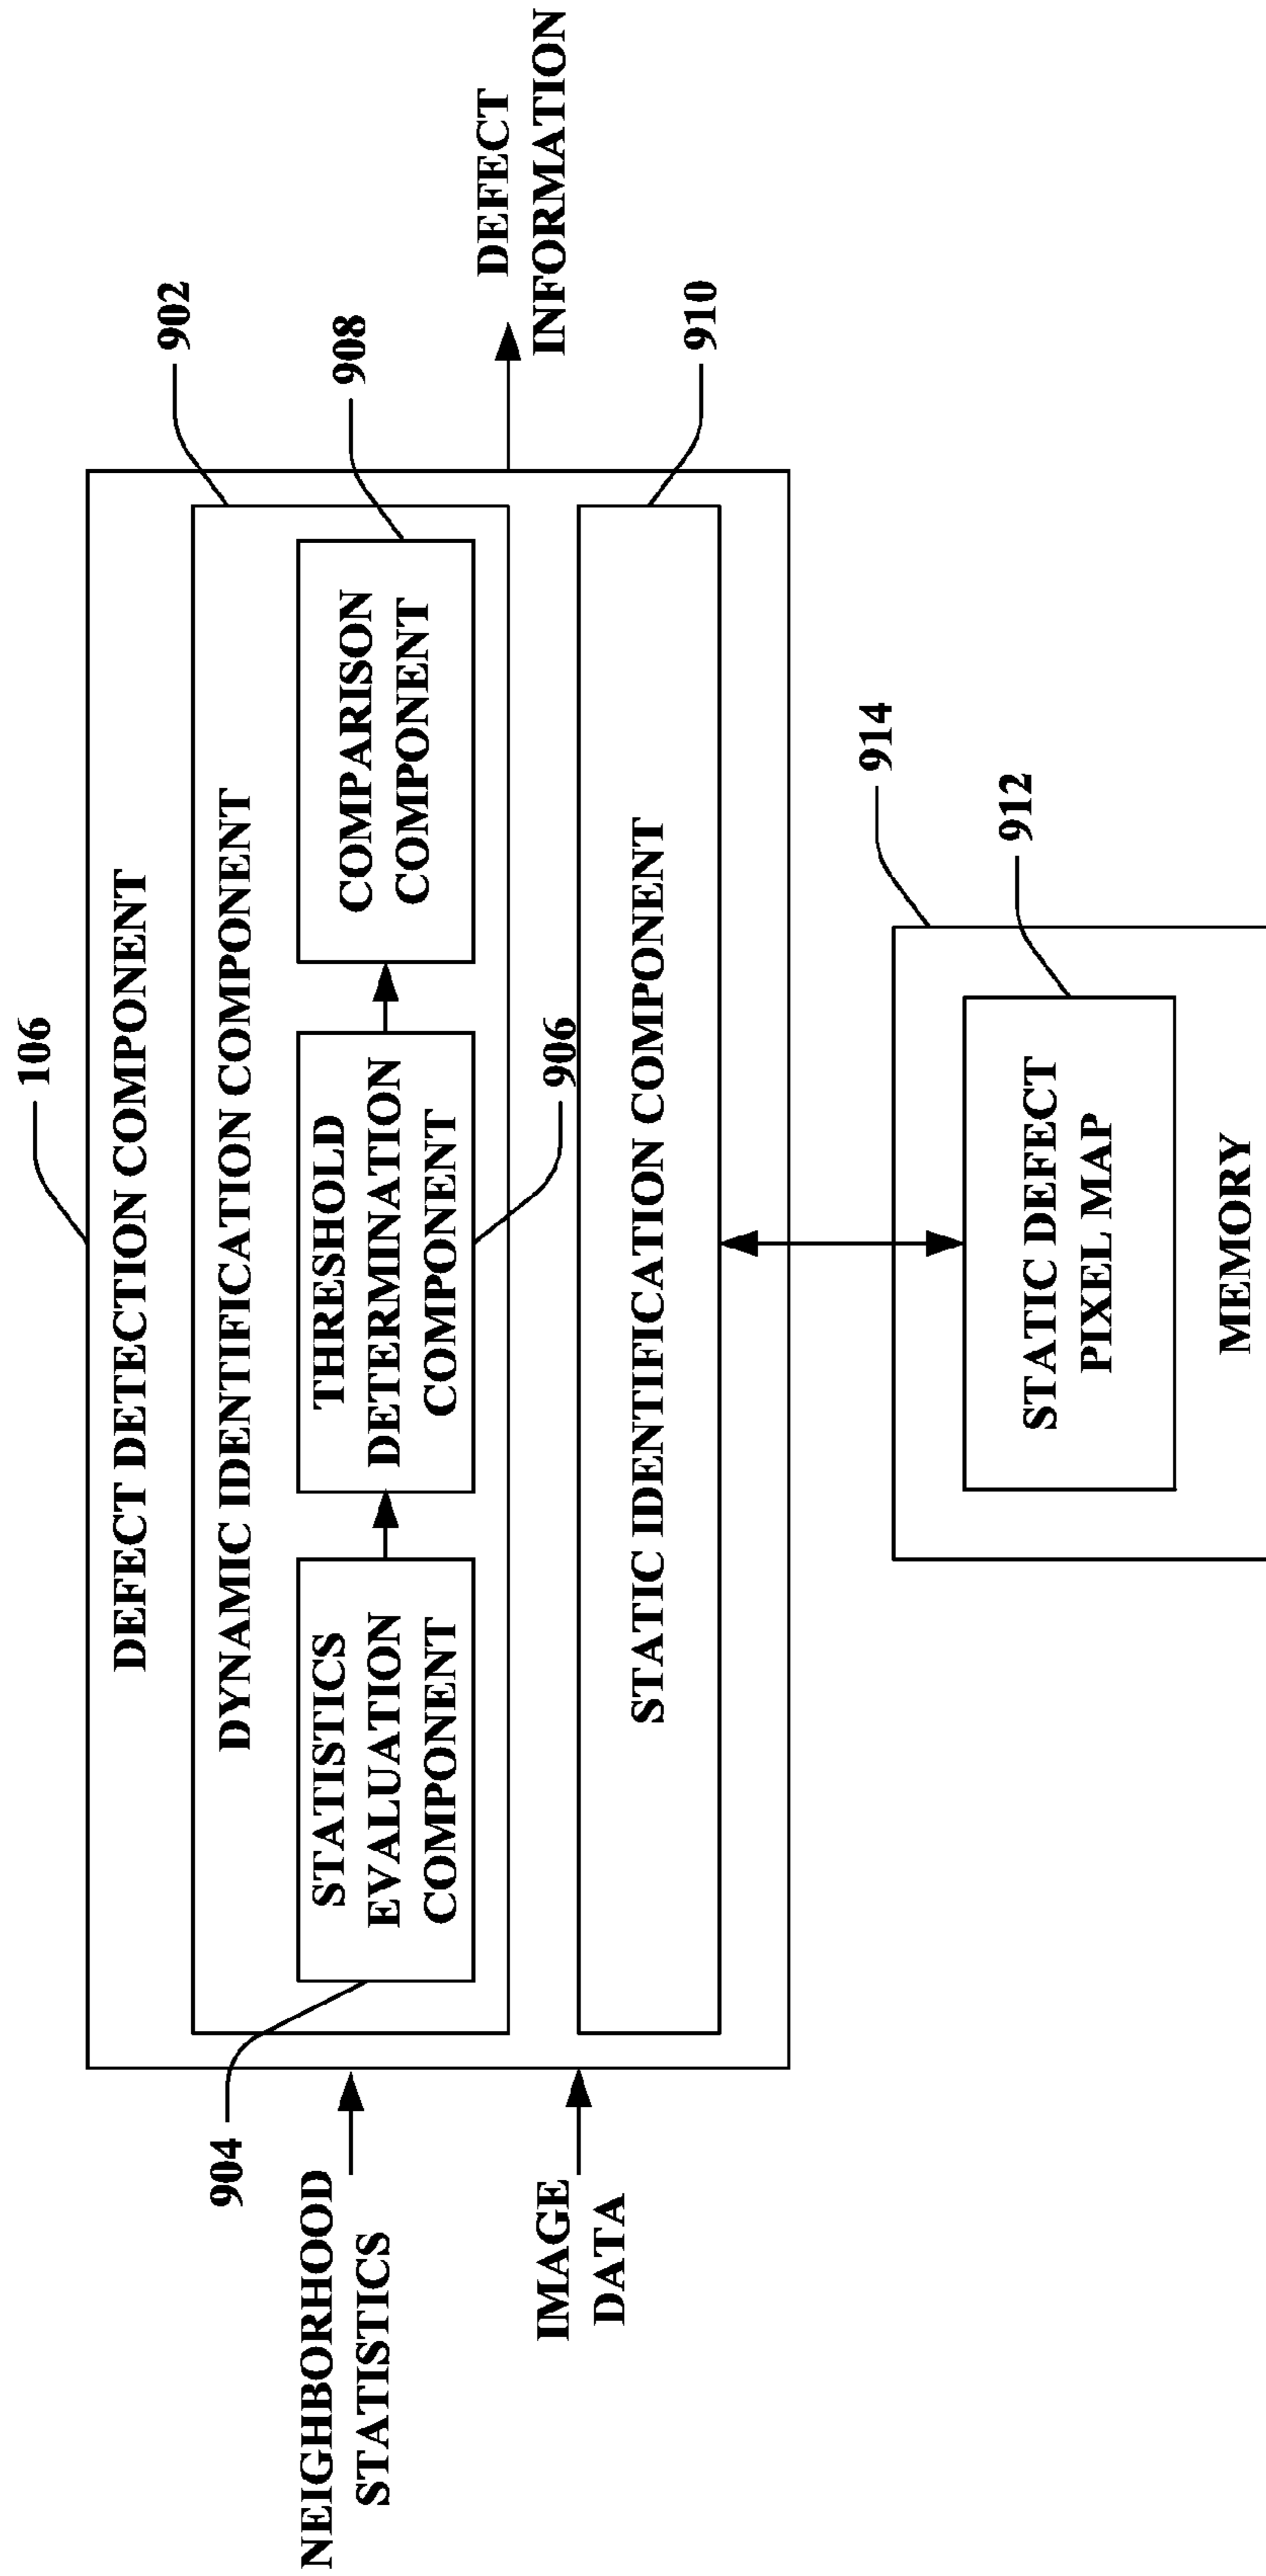 106
DEFECT DETECTION COMPONENT
902
DYNAMIC IDENTIFICATION COMPONENT
904
STATISTICS
EVALUATION
COMPONENT
THRESHOLD
DETERMINATION
COMPONENT
906
908
COMPARISON
COMPONENT
NEIGHBORHOOD
STATISTICS
IMAGE
DATA
DEFECT
INFORMATION
910
STATIC IDENTIFICATION COMPONENT
914
912
STATIC DEFECT
PIXEL MAP
MEMORY